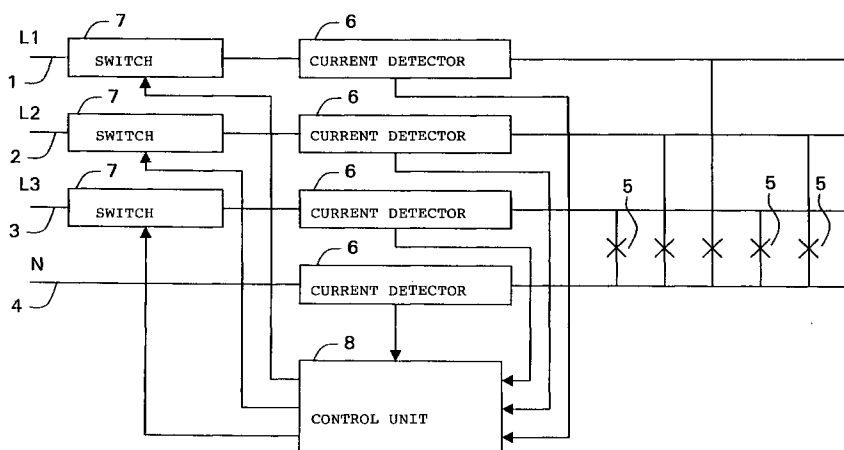 7 6
L1 SWITCH CURRENT DETECTOR
1
7 6
L2 SWITCH CURRENT DETECTOR
2
7 6
L3 SWITCH CURRENT DETECTOR
3
5 5 5
6
N CURRENT DETECTOR
4
8
CONTROL UNIT